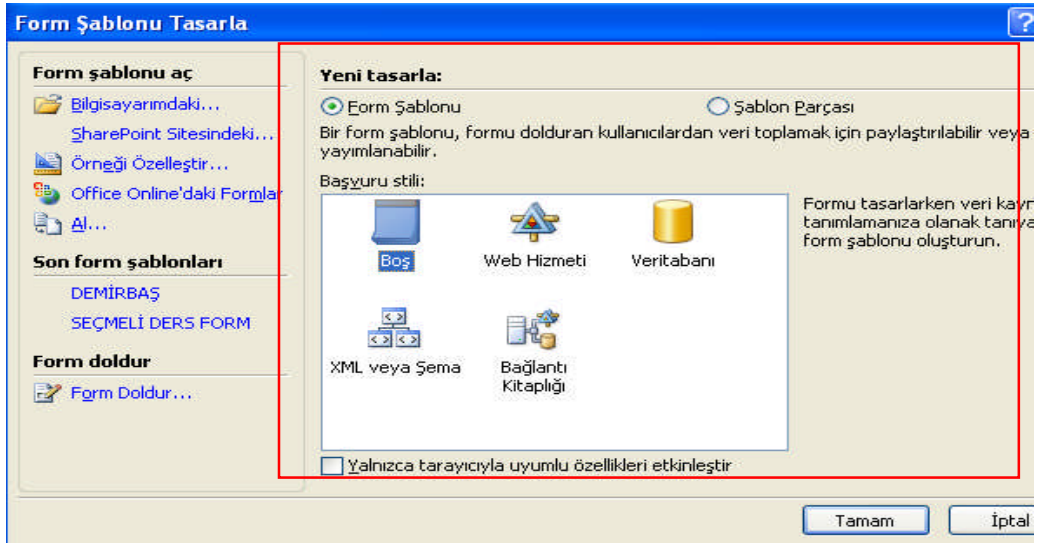 Form Şablonu Tasarla
Form şablonu aç
Bilgisayarımdaki...
SharePoint Sitesindeki...
Örneği Özelleştir...
Office Online'daki Formlar
Al...
Son form şablonları
DEMİRBAŞ
SEÇMELİ DERS FORM
Form doldur
Form Doldur...
Yeni tasarla:
Form Şablonu
Şablon Parçası
Bir form şablonu, formu dolduran kullanıcılardan veri toplamak için paylaştırılabilir veya
yayımlanabilir.
Başvuru stili:
Boş
Web Hizmeti
Veritabanı
XML veya Şema
Bağlantı
Kitaplığı
Formu tasarlarken veri
tanımlamanıza olanak
form şablonu oluşturun.
Yalnızca tarayıcıyla uyumlu özellikleri etkinleştir
Tamam
İptal